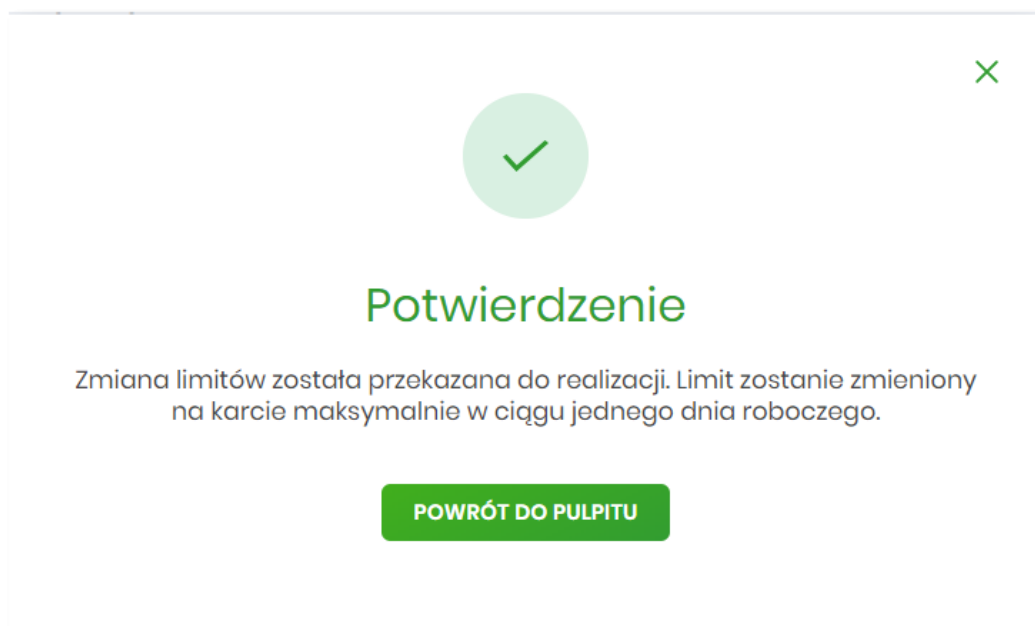 Potwierdzenie
Zmiana limitów została przekazana do realizacji. Limit zostanie zmieniony
na karcie maksymalnie w ciągu jednego dnia roboczego.
POWRÓT DO PULPITU